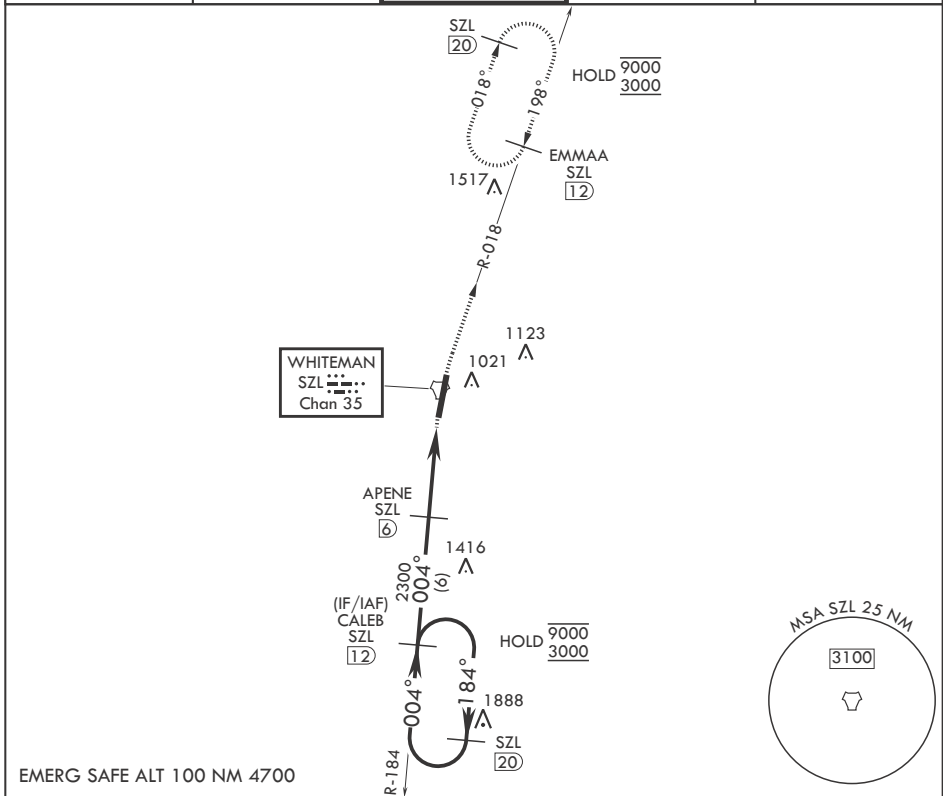 SZL
20
018°
198°
HOLD 9000
3000
EMMAA
SZL
12
1517
R-018
1123
1021
WHITEMAN
SZL
Chan 35
APENE
SZL
6
1416
2300
004°
(6)
(IF/IAF)
CALEB
SZL
12
HOLD 9000
3000
004°
184°
1888
SZL
20
R-184
MSA SZL 25 NM
3100
EMERG SAFE ALT 100 NM 4700